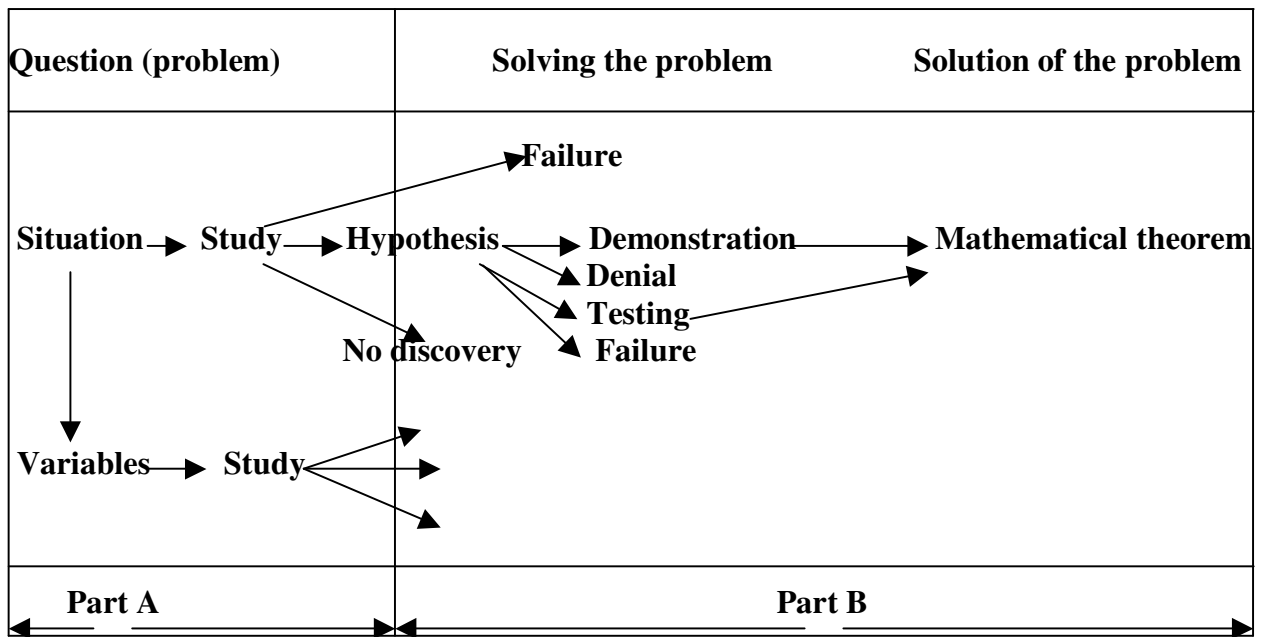 Question (problem) Solving the problem Solution of the problem
Failure
Situation Study Hypothesis Demonstration Mathematical theorem
Denial
Testing
No discovery Failure
Variables Study
Part A Part B